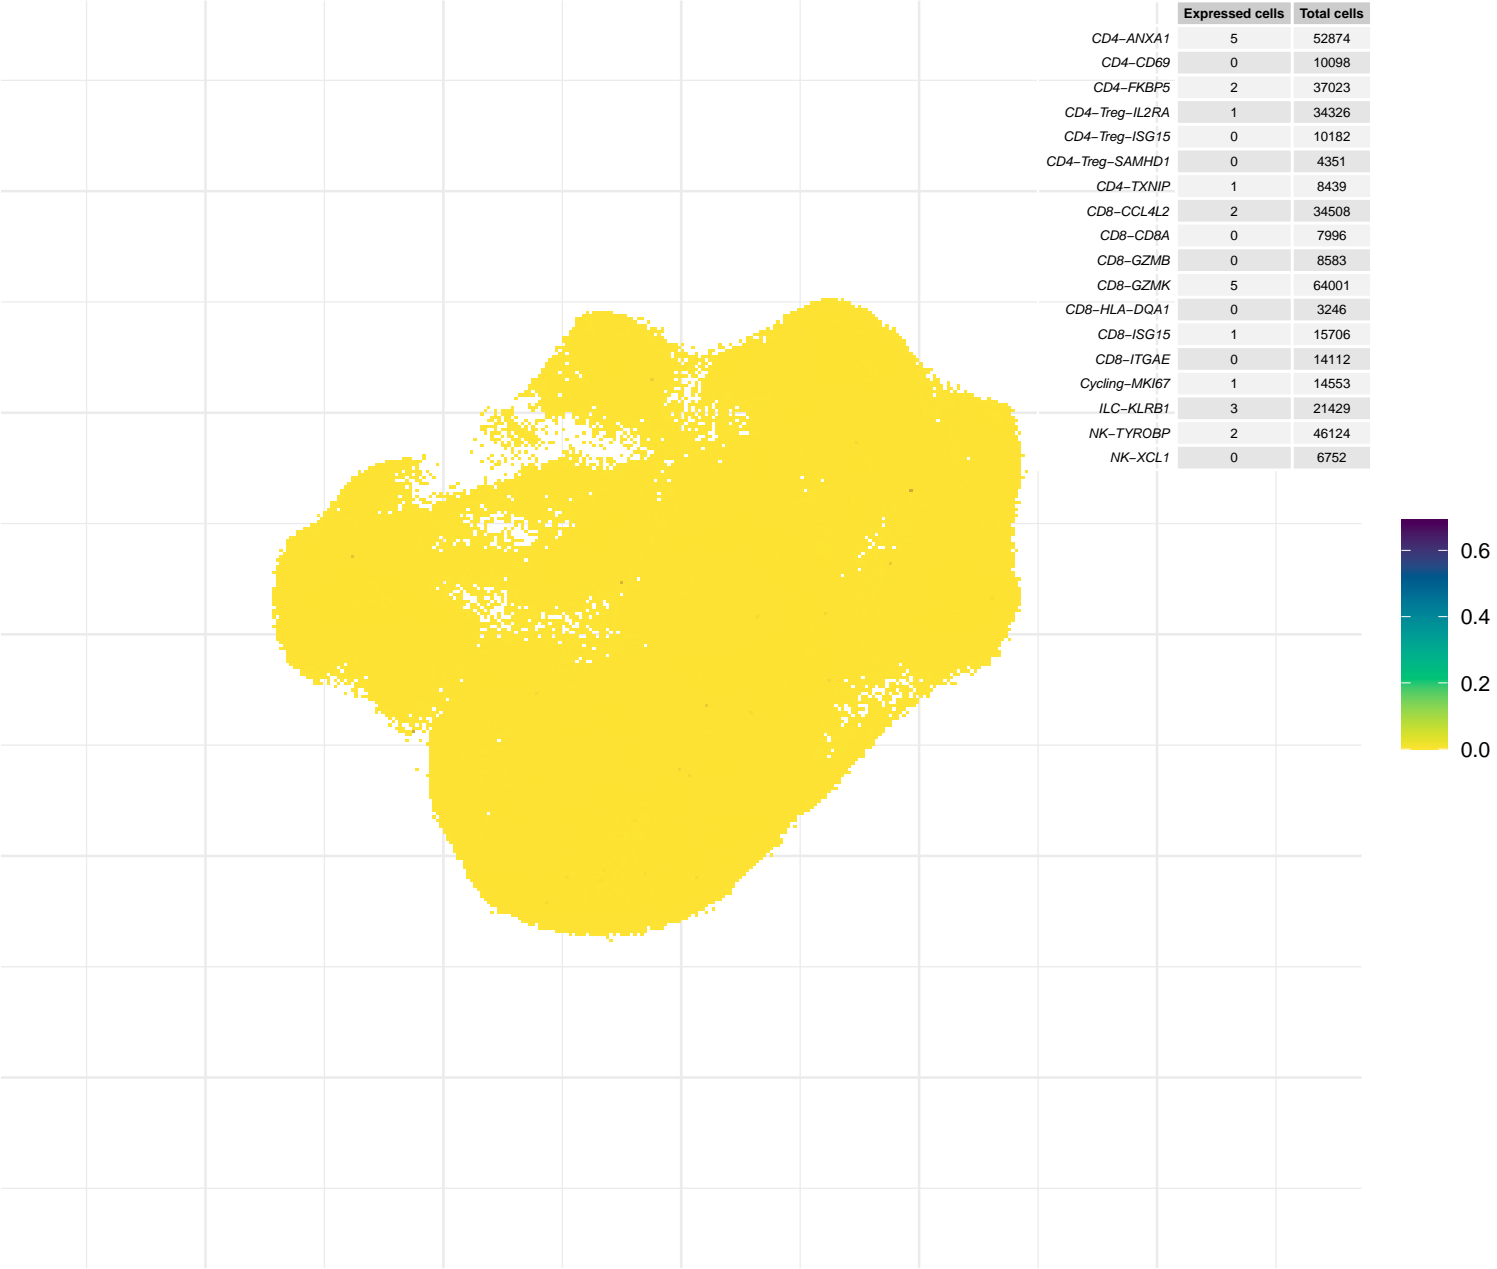 Expressed cells Total cells
CD4−ANXA1 5 52874
CD4−CD69 0 10098
CD4−FKBP5 2 37023
CD4−Treg−IL2RA 1 34326
CD4−Treg−ISG15 0 10182
CD4−Treg−SAMHD1 0 4351
CD4−TXNIP 1 8439
CD8−CCL4L2 2 34508
CD8−CD8A 0 7996
CD8−GZMB 0 8583
CD8−GZMK 5 64001
CD8−HLA−DQA1 0 3246
CD8−ISG15 1 15706
CD8−ITGAE 0 14112
Cycling−MKI67 1 14553
ILC−KLRB1 3 21429
NK−TYROBP 2 46124
NK−XCL1 0 6752
0.6
0.4
0.2
0.0